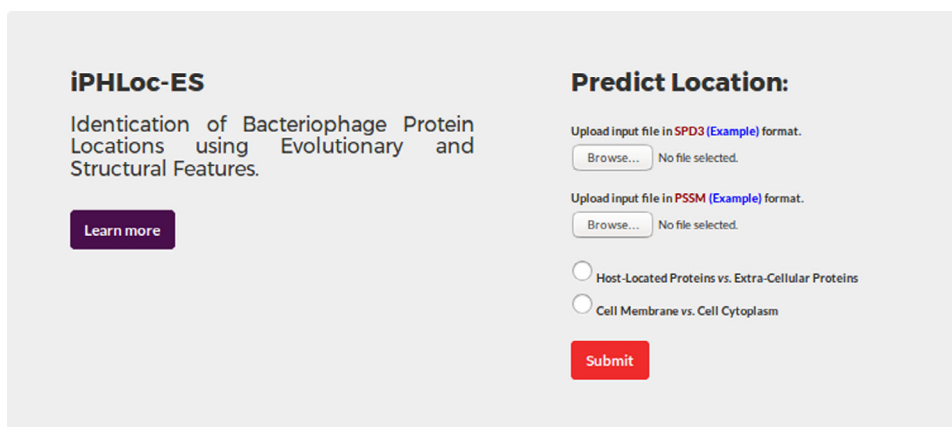 iPHLoc-ES
Identication of Bacteriophage Protein
Locations using Evolutionary and
Structural Features.
Learn more
Predict Location:
Upload input file in SPD3 (Example) format.
Browse... No file selected.
Upload input file in PSSM (Example) format.
Browse... No file selected.
Host-Located Proteins vs. Extra-Cellular Proteins
Cell Membrane vs. Cell Cytoplasm
Submit